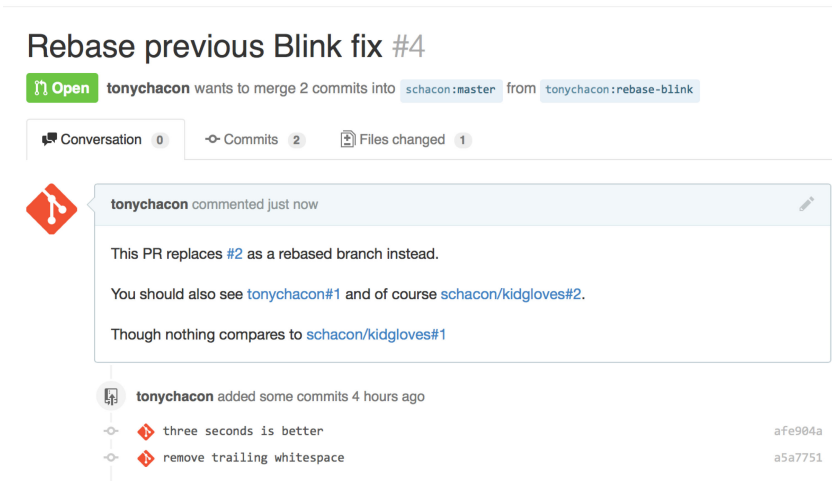 Rebase previous Blink fix #4
Open tonychacon wants to merge 2 commits into schacon:master from tonychacon:rebase-blink
Conversation 0 Commits 2 Files changed 1
tonychacon commented just now
This PR replaces #2 as a rebased branch instead.
You should also see tonychacon#1 and of course schacon/kidgloves#2.
Though nothing compares to schacon/kidgloves#1
tonychacon added some commits 4 hours ago
three seconds is better afe904a
remove trailing whitespace a5a7751